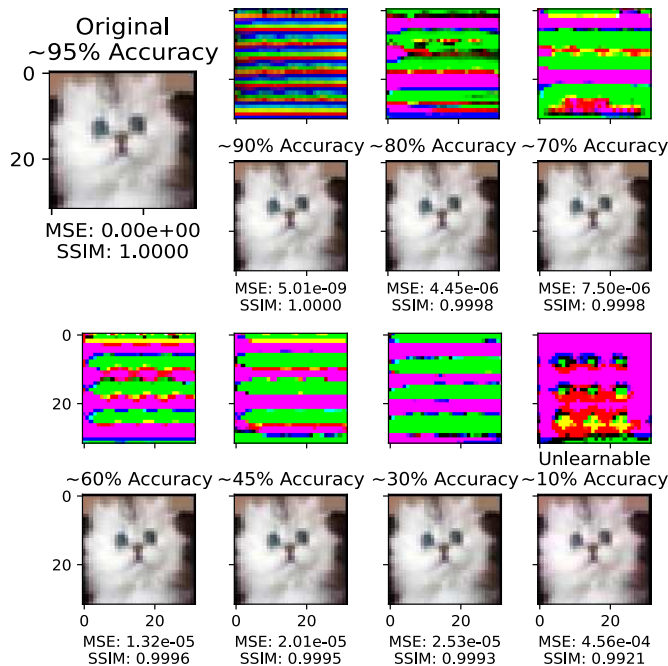 Original
~95% Accuracy
0
20
MSE: 0.00e+00
SSIM: 1.0000
~90% Accuracy
~80% Accuracy
~70% Accuracy
MSE: 5.01e-09
SSIM: 1.0000
MSE: 4.45e-06
SSIM: 0.9998
MSE: 7.50e-06
SSIM: 0.9998
0
20
Unlearnable
~60% Accuracy
~45% Accuracy
~30% Accuracy
~10% Accuracy
0
20
0 20
0 20
0 20
0 20
MSE: 1.32e-05
SSIM: 0.9996
MSE: 2.01e-05
SSIM: 0.9995
MSE: 2.53e-05
SSIM: 0.9993
MSE: 4.56e-04
SSIM: 0.9921